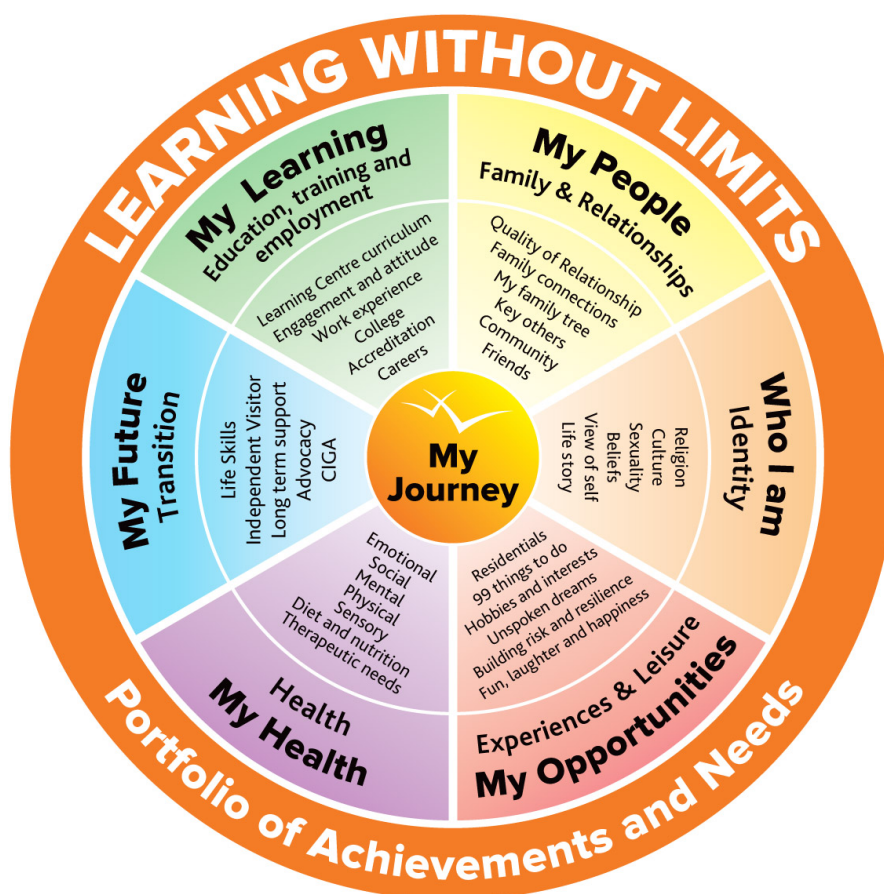 LEARNING WITHOUT LIMITS
My Learning
Education, training and
employment
Learning Centre curriculum
Engagement and attitude
Work experience
College
Accreditation
Careers
My People
Family & Relationships
Quality of Relationship
Family connections
My family tree
Key others
Community
Friends
Who I am
Identity
Religion
Culture
Sexuality
Beliefs
View of self
Life story
Residentials
99 things to do
Hobbies and interests
Unspoken dreams
Building risk and resilience
Fun, laughter and happiness
Experiences & Leisure
My Opportunities
Emotional
Social
Mental
Physical
Sensory
Diet and nutrition
Therapeutic needs
Health
My Health
My Future
Transition
Life Skills
Independent Visitor
Long term support
Advocacy
CIGA
My
Journey
Portfolio of Achievements and Needs